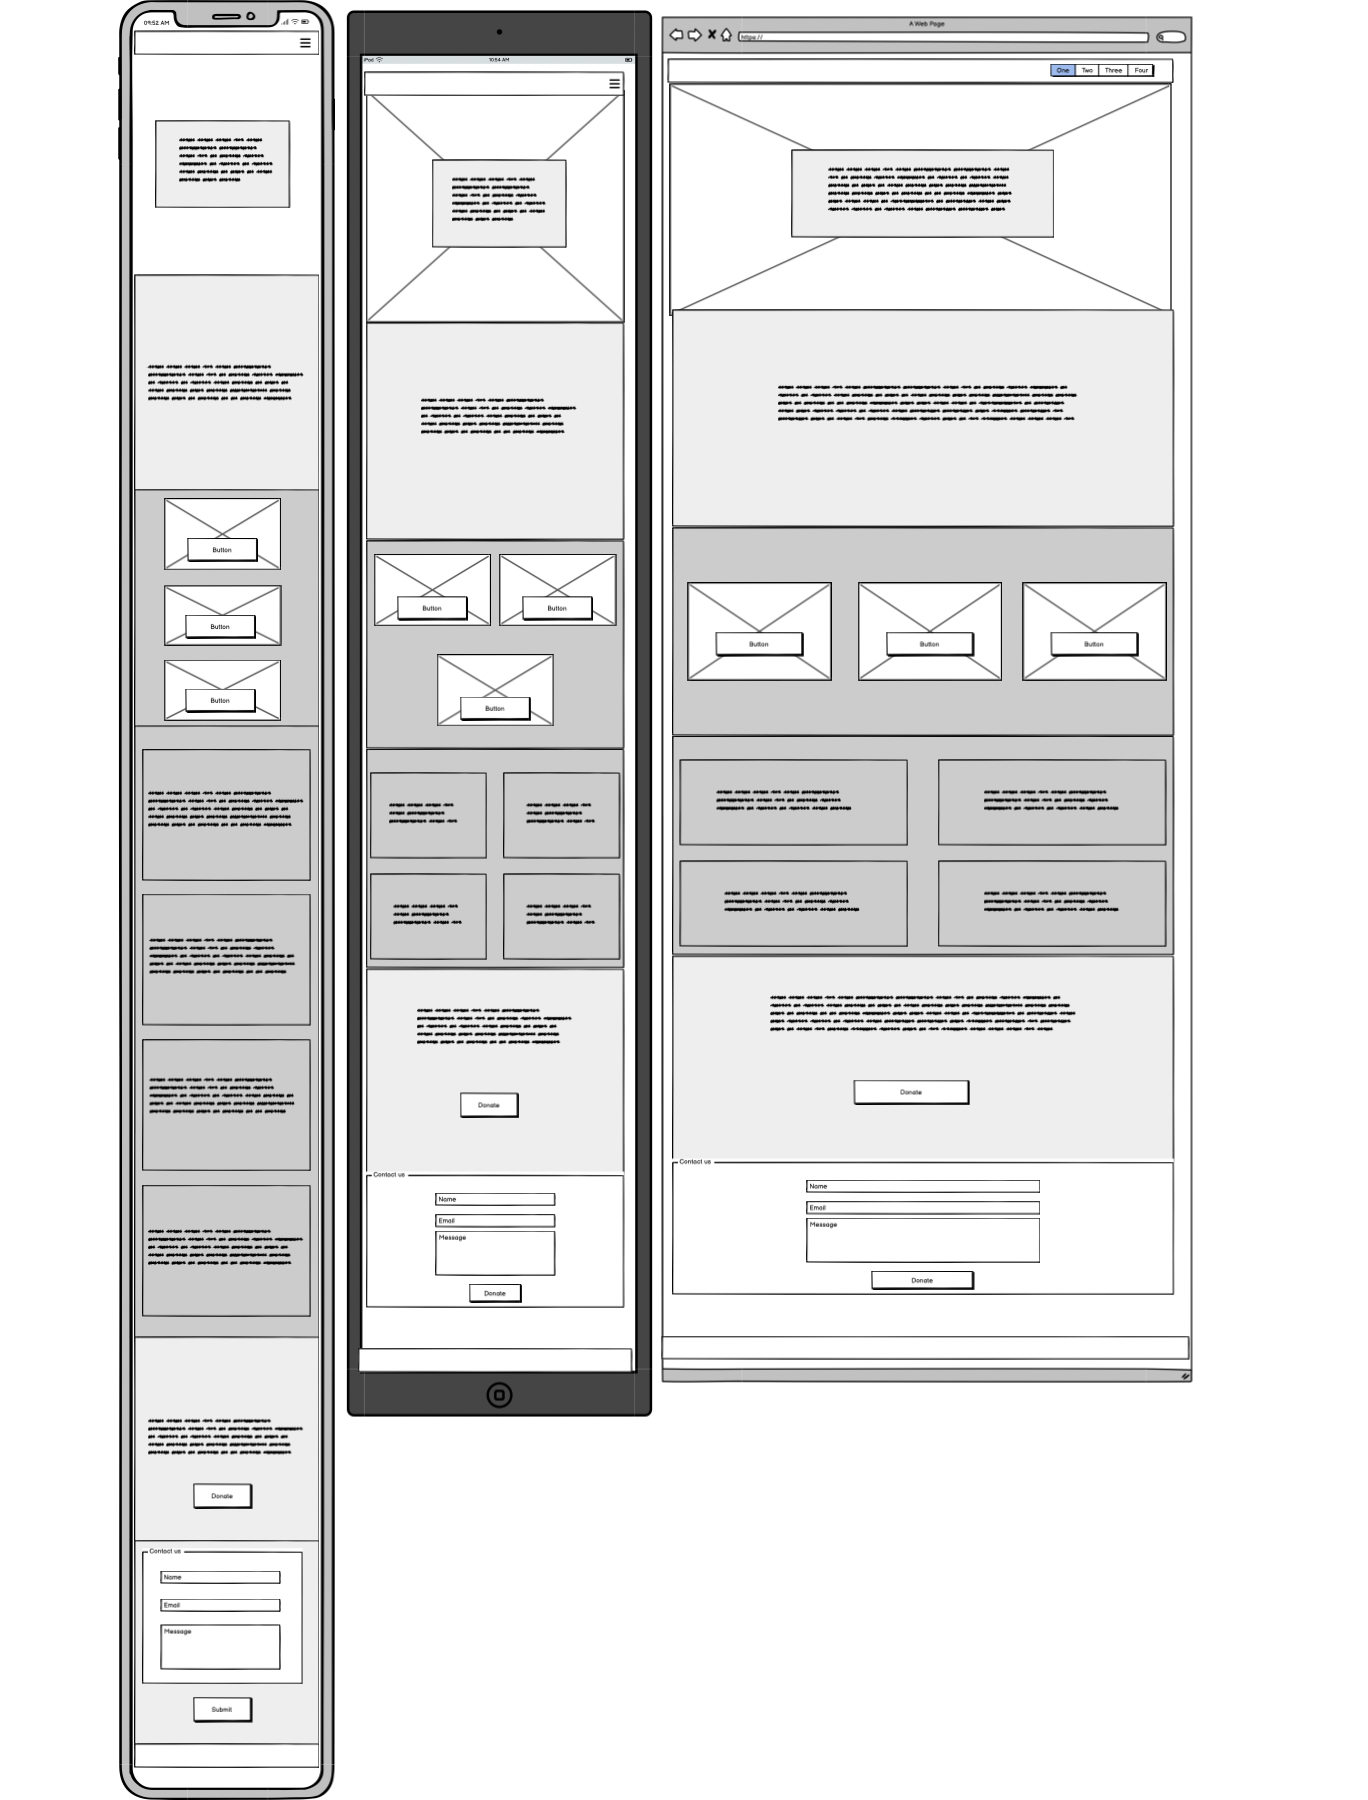 09:52 AM
Button
Button
Button
Donate
Contact us
Name
Email
Message
Submit
iPad
10:54 AM
Button
Button
Button
Donate
Contact us
Name
Email
Message
Donate
A Web Page
https://
One Two Three Four
Button Button Button
Donate
Contact us
Name
Email
Message
Donate